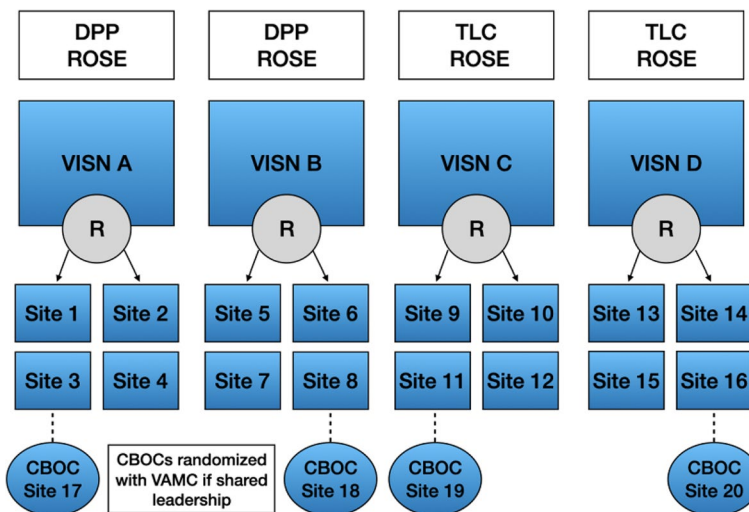 DPP
ROSE
DPP
ROSE
TLC
ROSE
TLC
ROSE
VISN A
VISN B
VISN C
VISN D
R
R
R
R
Site 1
Site 2
Site 5
Site 6
Site 9
Site 10
Site 13
Site 14
Site 3
Site 4
Site 7
Site 8
Site 11
Site 12
Site 15
Site 16
CBOC
Site 17
CBOCs randomized
with VAMC if shared
leadership
CBOC
Site 18
CBOC
Site 19
CBOC
Site 20